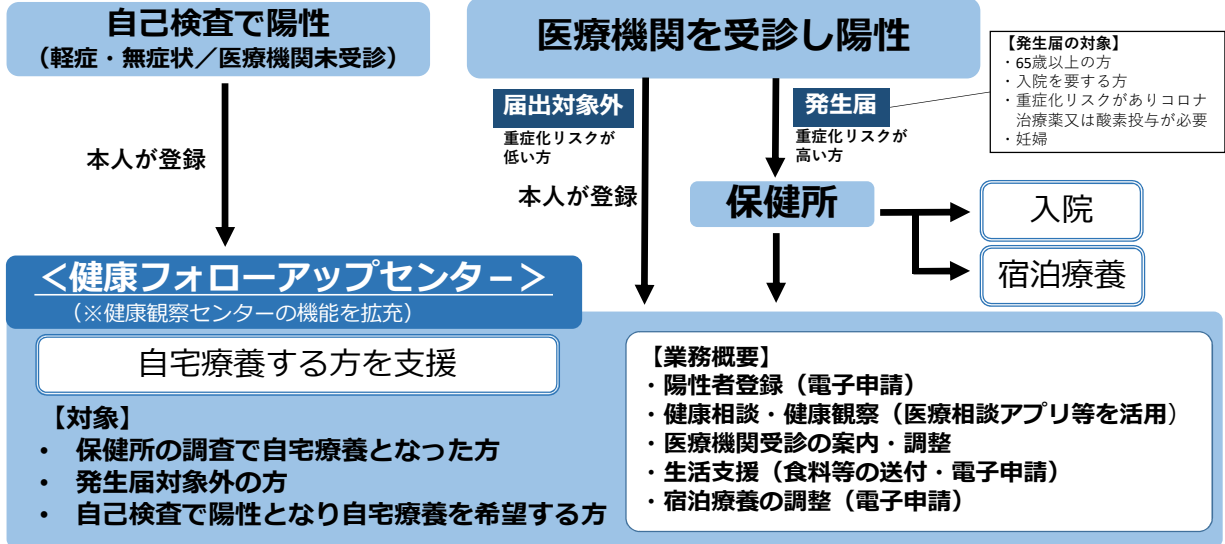 自己検査で陽性
（軽症・無症状／医療機関未受診）
医療機関を受診し陽性
【発生届の対象】
・65歳以上の方
・入院を要する方
・重症化リスクがありコロナ
治療薬又は酸素投与が必要
・妊婦
届出対象外
重症化リスクが
低い方
発生届
重症化リスクが
高い方
本人が登録
本人が登録
保健所
入院
宿泊療養
＜健康フォローアップセンタ－＞
（※健康観察センターの機能を拡充）
自宅療養する方を支援
【対象】
• 保健所の調査で自宅療養となった方
• 発生届対象外の方
• 自己検査で陽性となり自宅療養を希望する方
【業務概要】
・陽性者登録（電子申請）
・健康相談・健康観察（医療相談アプリ等を活用）
・医療機関受診の案内・調整
・生活支援（食料等の送付・電子申請）
・宿泊療養の調整（電子申請）